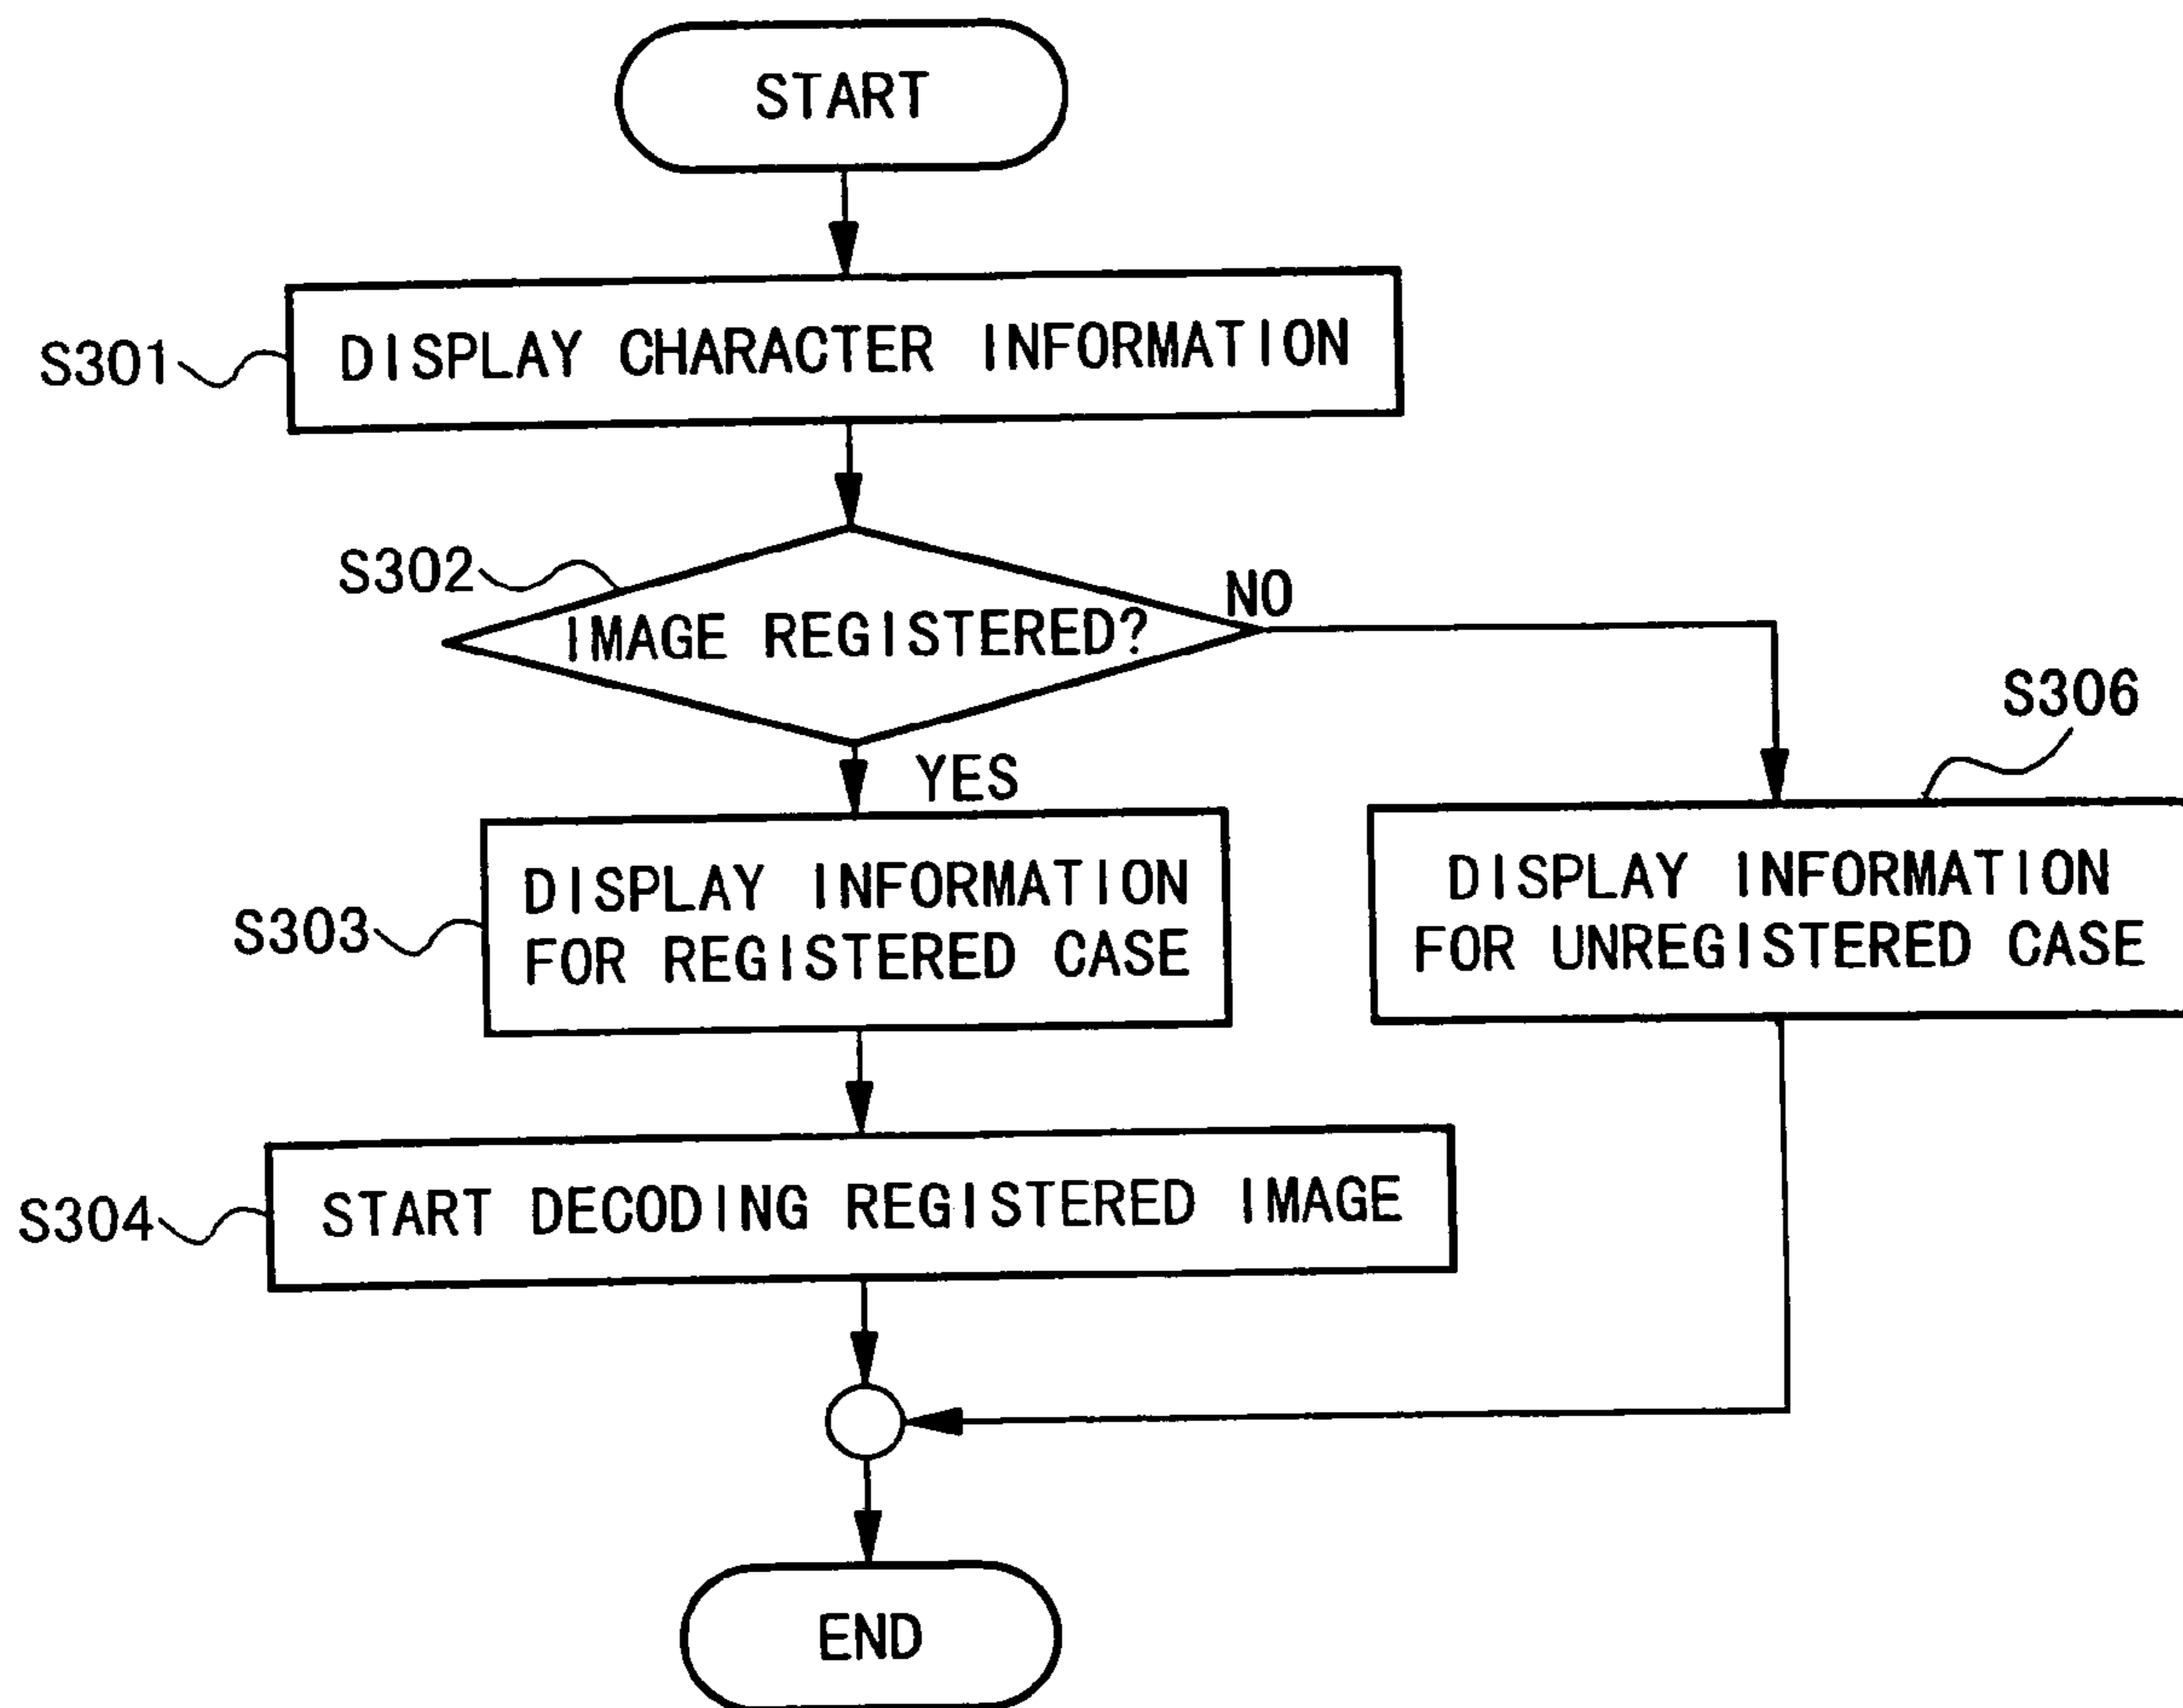 START
S301
DISPLAY CHARACTER INFORMATION
S302
IMAGE REGISTERED?
NO
YES
S306
S303
DISPLAY INFORMATION
FOR REGISTERED CASE
DISPLAY INFORMATION
FOR UNREGISTERED CASE
S304
START DECODING REGISTERED IMAGE
END